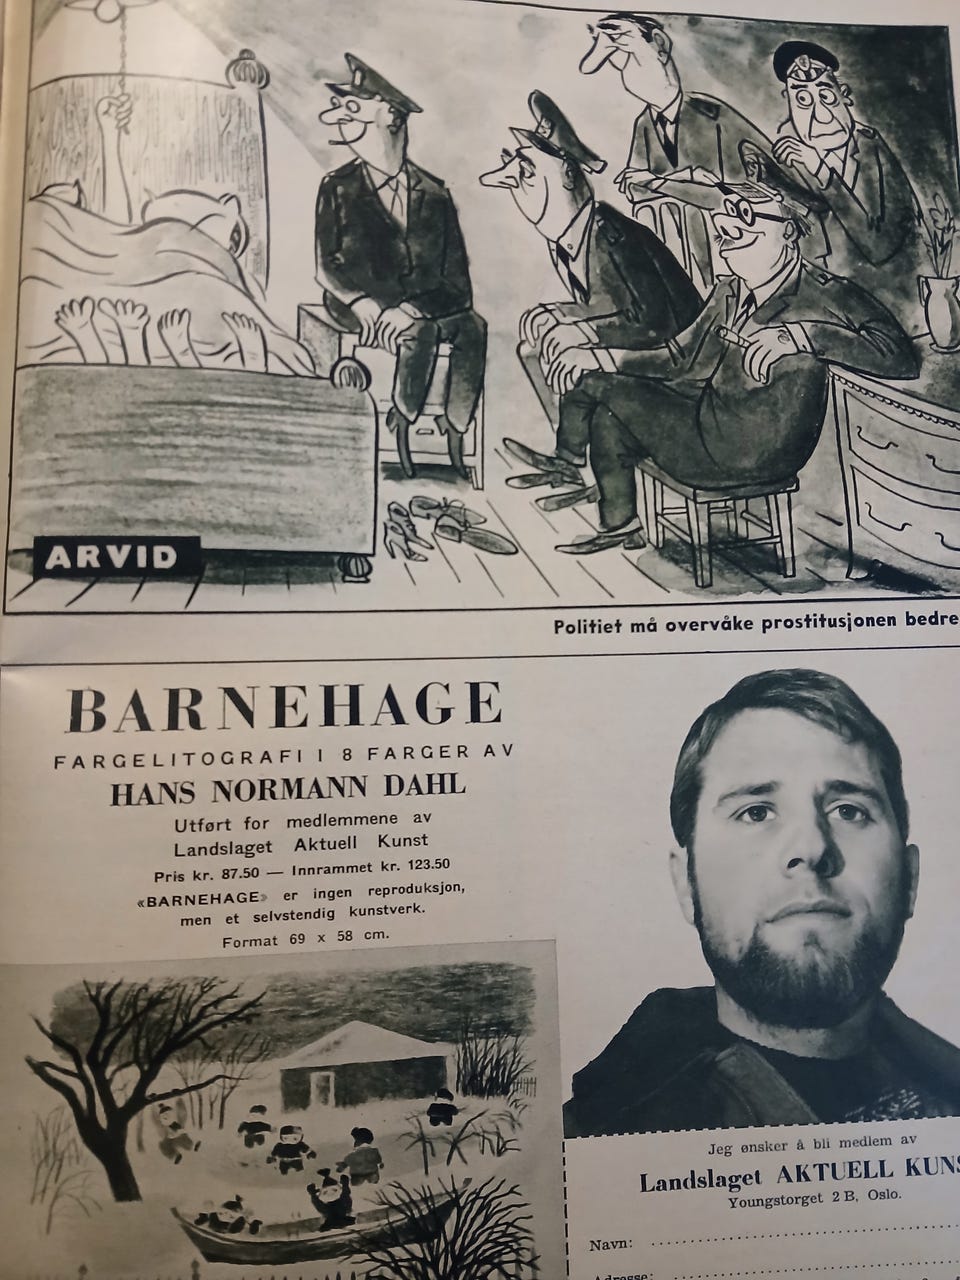 ARVID
Politiet må overvåke prostitusjonen bedre
BARNEHAGE
FARGELITOGRAFI I 8 FARGER AV
HANS NORMANN DAHL
Utført for medlemmene av
Landslaget Aktuell Kunst
Pris kr. 87.50 — Innrammet kr. 123.50
«BARNEHAGE» er ingen reproduksjon,
men et selvstendig kunstverk.
Format 69 x 58 cm.
Jeg ønsker å bli medlem av
Landslaget AKTUELL KUNS
Youngstorget 2 B, Oslo.
Navn:
Adresse: